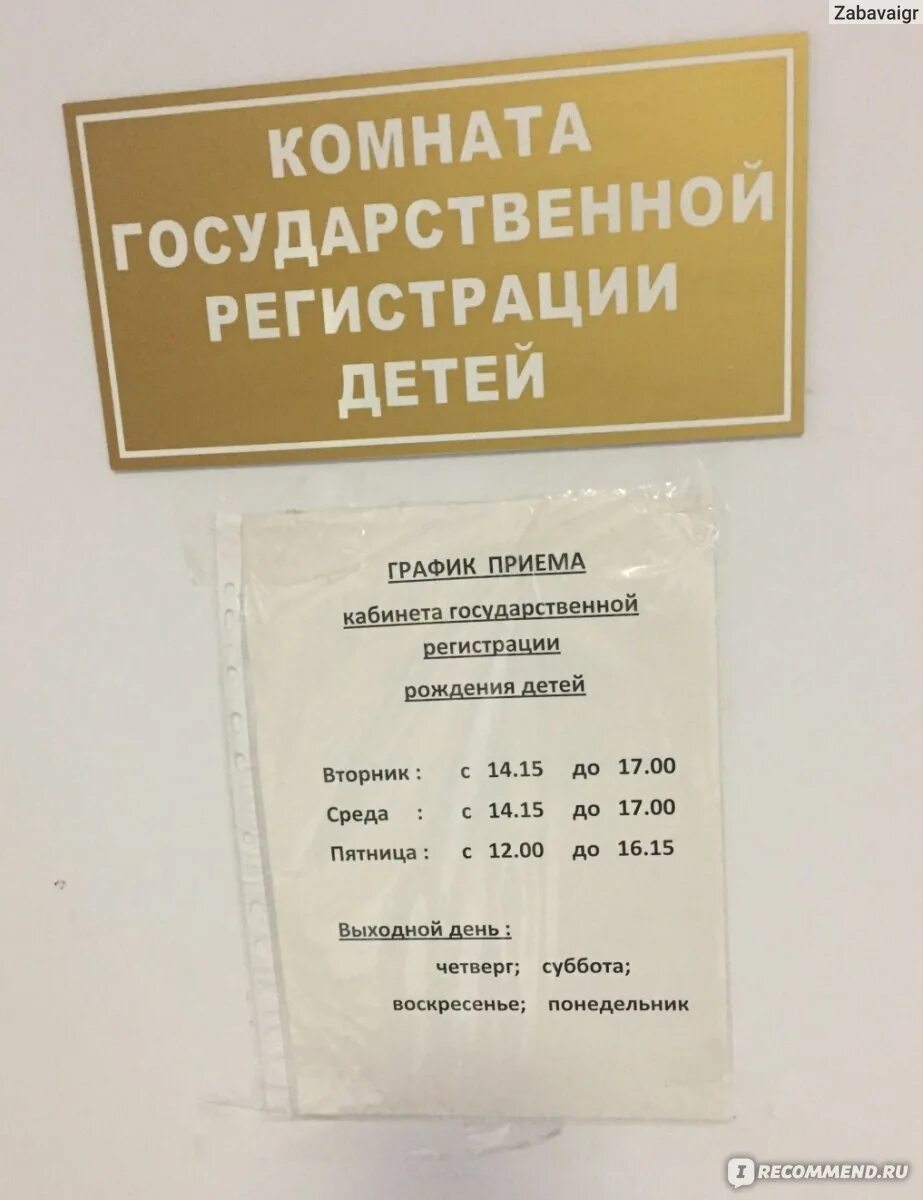 Zabavaigr
КОМНАТА
ГОСУДАРСТВЕННОЙ
РЕГИСТРАЦИИ
ДЕТЕЙ
ГРАФИК ПРИЕМА
кабинета государственной
регистрации
рождения детей
Вторник : с 14.15 до 17.00
Среда : с 14.15 до 17.00
Пятница : с 12.00 до 16.15
Выходной день :
четверг; суббота;
воскресенье; понедельник
IRECOMMEND.RU